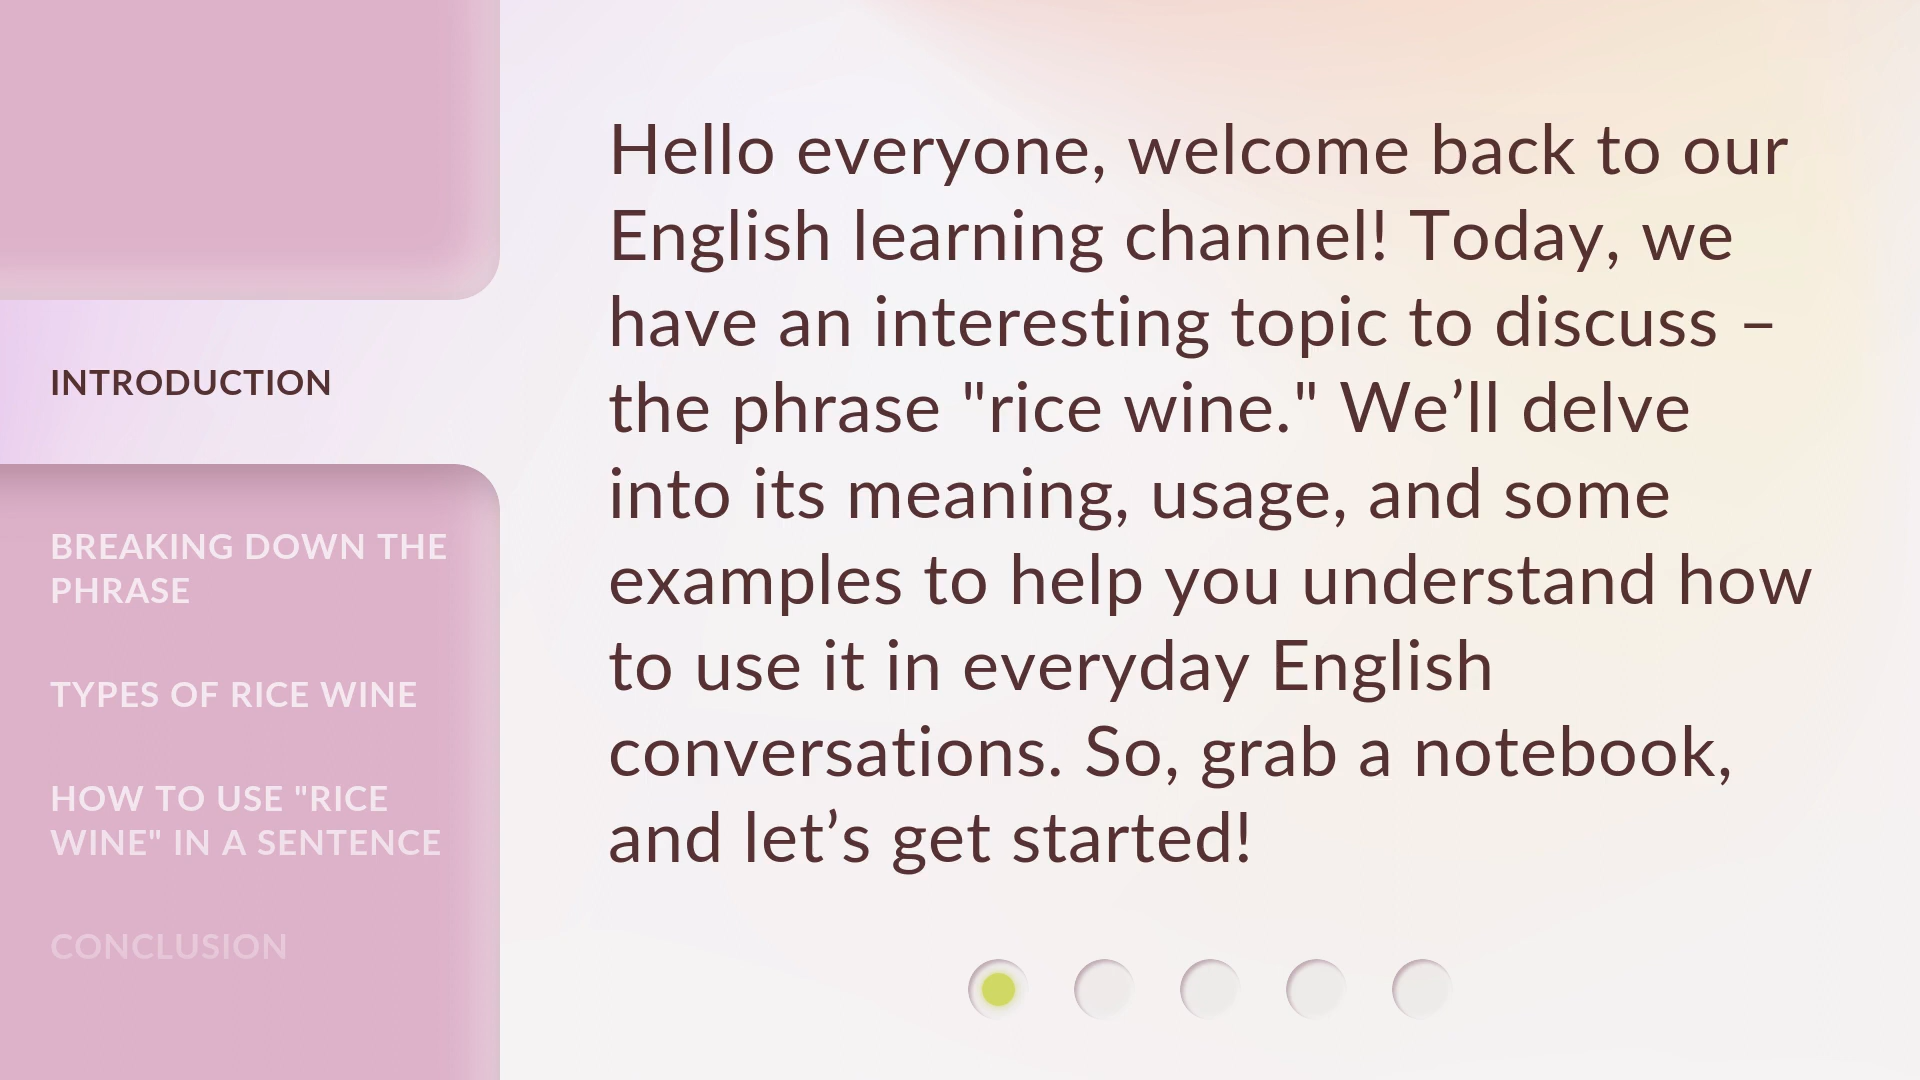 INTRODUCTION
BREAKING DOWN THE
PHRASE
TYPES OF RICE WINE
HOW TO USE "RICE
WINE" IN A SENTENCE
CONCLUSION
Hello everyone, welcome back to our
English learning channel! Today, we
have an interesting topic to discuss –
the phrase "rice wine." We’ll delve
into its meaning, usage, and some
examples to help you understand how
to use it in everyday English
conversations. So, grab a notebook,
and let’s get started!